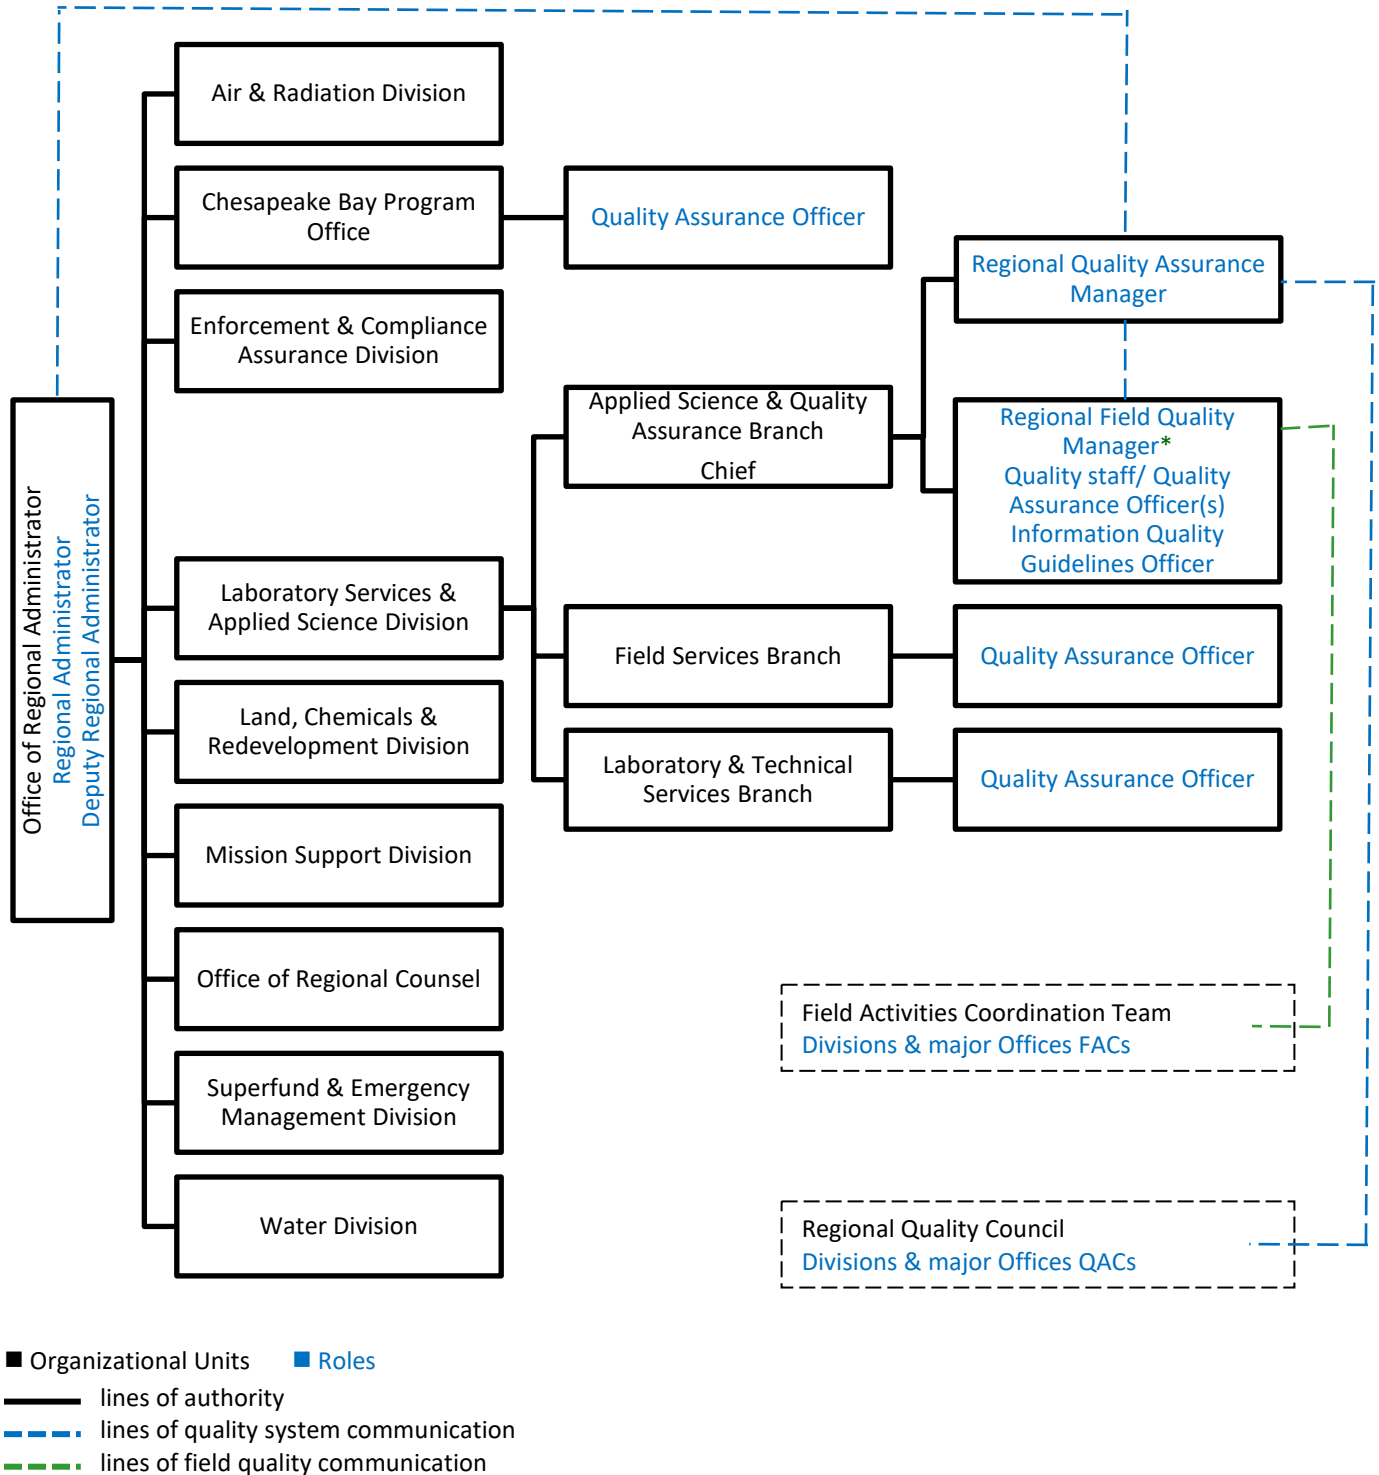 Air & Radiation Division
Chesapeake Bay Program
Office
Quality Assurance Officer
Regional Quality Assurance
Manager
Enforcement & Compliance
Assurance Division
Applied Science & Quality
Assurance Branch
Chief
Regional Field Quality
Manager*
Quality staff/ Quality
Assurance Officer(s)
Information Quality
Guidelines Officer
Office of Regional Administrator
Regional Administrator
Deputy Regional Administrator
Laboratory Services &
Applied Science Division
Field Services Branch
Quality Assurance Officer
Land, Chemicals &
Redevelopment Division
Laboratory & Technical
Services Branch
Quality Assurance Officer
Mission Support Division
Office of Regional Counsel
Field Activities Coordination Team
Divisions & major Offices FACs
Superfund & Emergency
Management Division
Water Division
Regional Quality Council
Divisions & major Offices QACs
Organizational Units
Roles
lines of authority
lines of quality system communication
lines of field quality communication